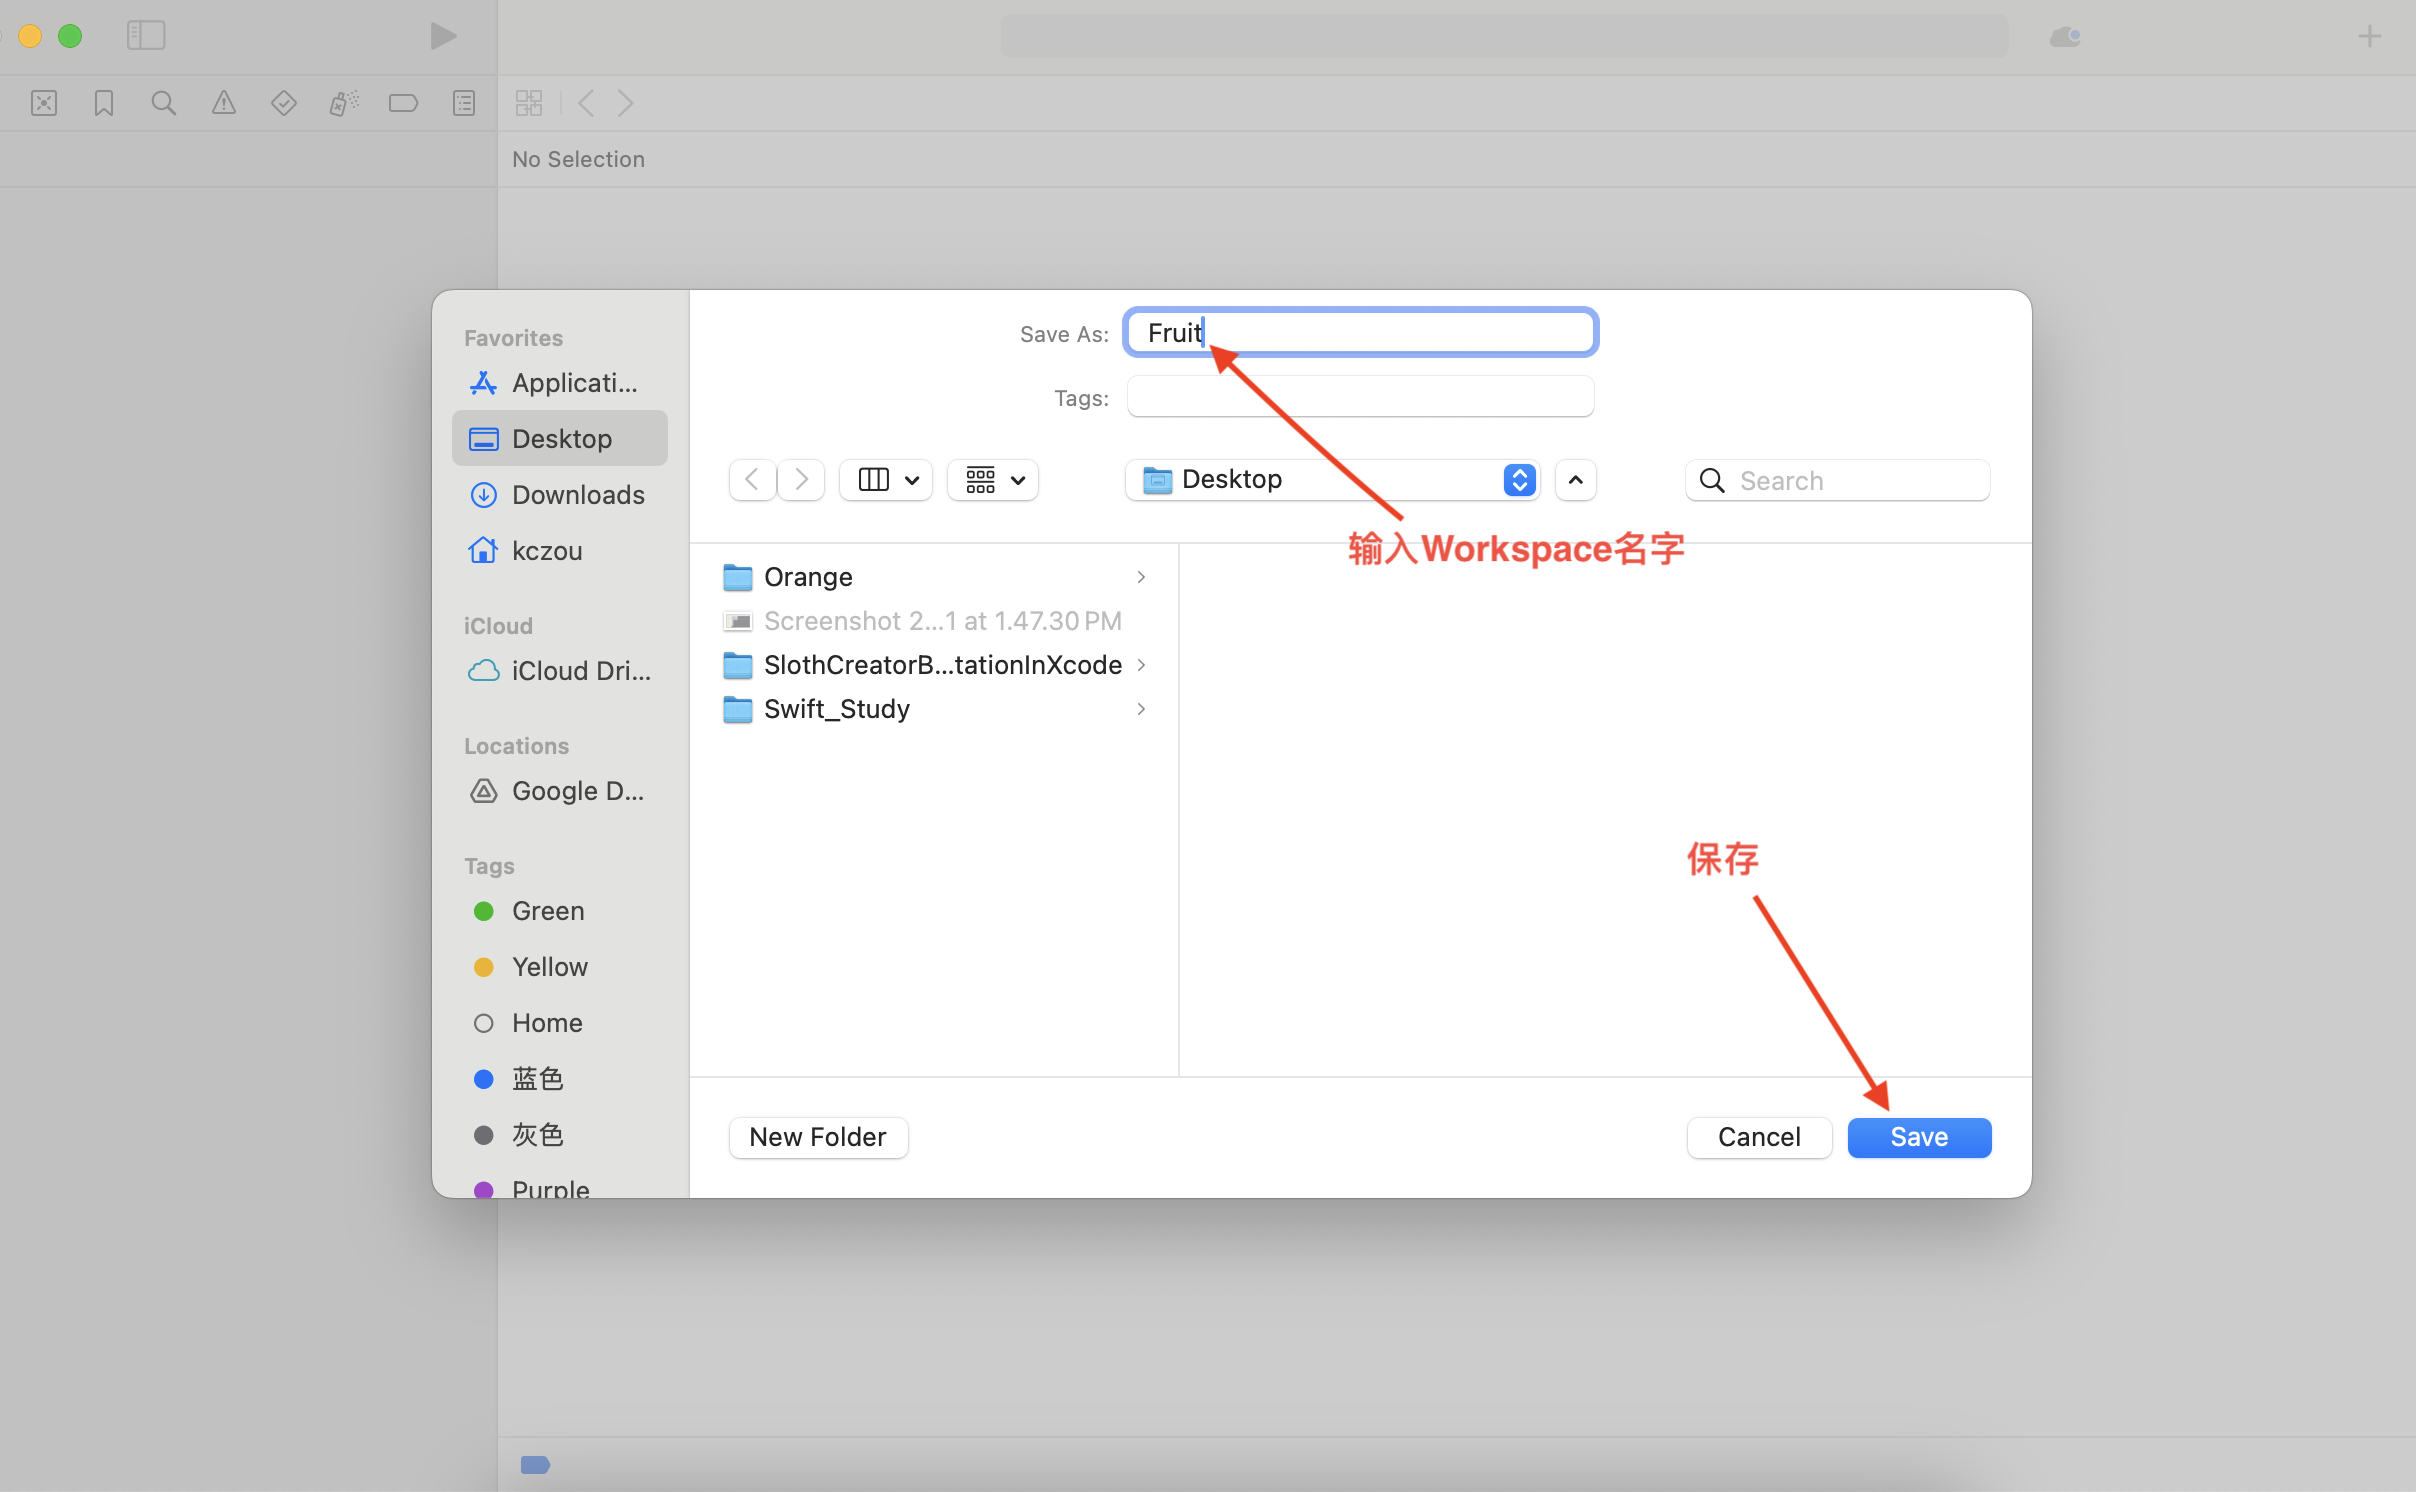 No Selection
Favorites
Applicati...
Desktop
Downloads
kczou
iCloud
iCloud Dri...
Locations
Google D...
Tags
Green
Yellow
Home
蓝色
灰色
Purple
Save As: Fruit
Tags:
Desktop
Search
输入Workspace名字
Orange
Screenshot 2...1 at 1.47.30 PM
SlothCreatorB...tationInXcode
Swift_Study
保存
New Folder
Cancel
Save